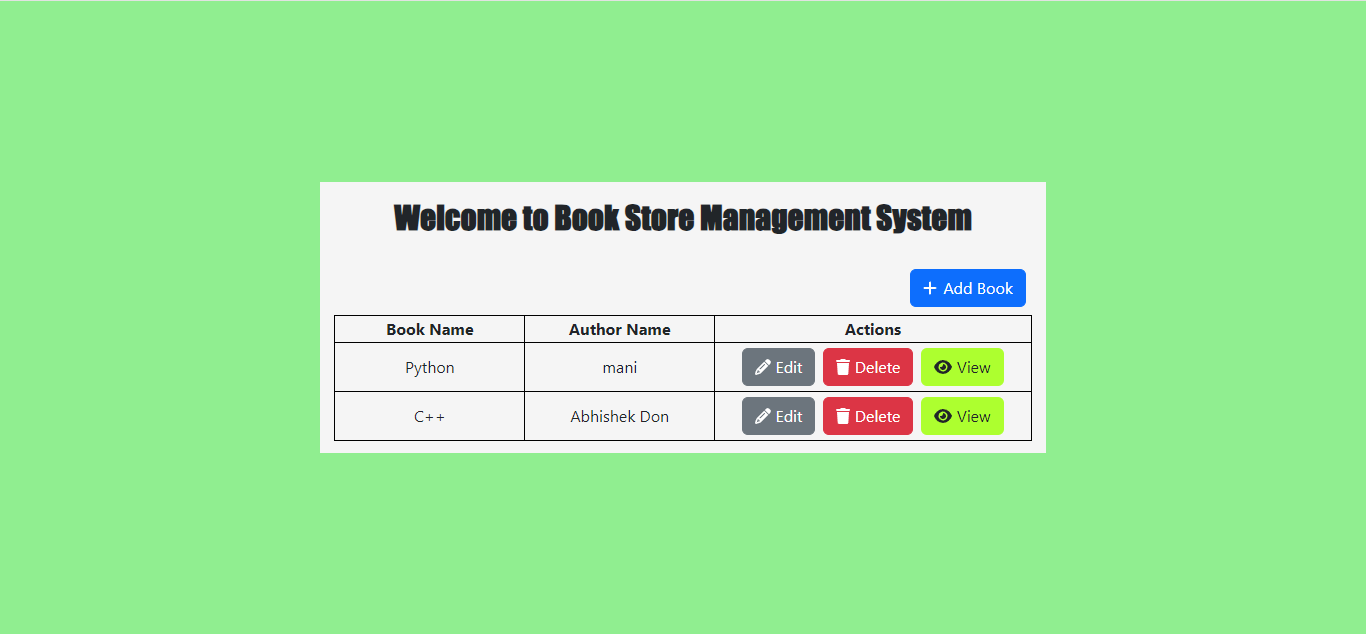 Welcome to Book Store Management System
Add Book
Book Name Author Name Actions
Python mani Edit Delete View
C++ Abhishek Don Edit Delete View